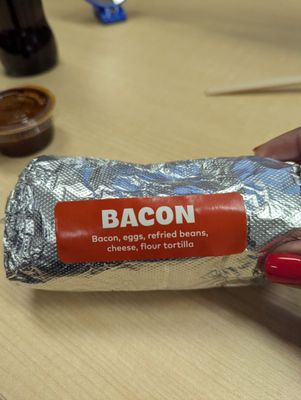 BACON
Bacon, eggs, refried beans,
cheese, flour tortilla